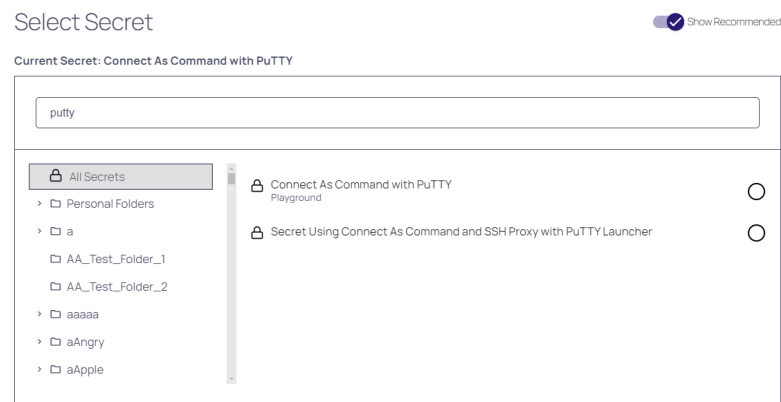 Select Secret
Show Recommended
Current Secret: Connect As Command with PuTTY
putty
All Secrets
Personal Folders
a
AA_Test_Folder_1
AA_Test_Folder_2
aaaaa
aAngry
aApple
Connect As Command with PuTTY
Playground
Secret Using Connect As Command and SSH Proxy with PuTTY Launcher